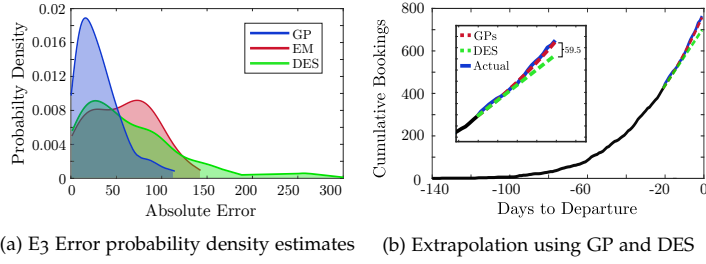 0.02
0.016
0.012
0.008
0.004
0
Probabilty Density
GP
EM
DES
0 50 100 150 200 250 300
Absolute Error
(a) E3 Error probability density estimates
800
600
400
200
0
Cumulative Bookings
GPs
DES
Actual
59.5
-140 -100 -60 -20 0
Days to Departure
(b) Extrapolation using GP and DES